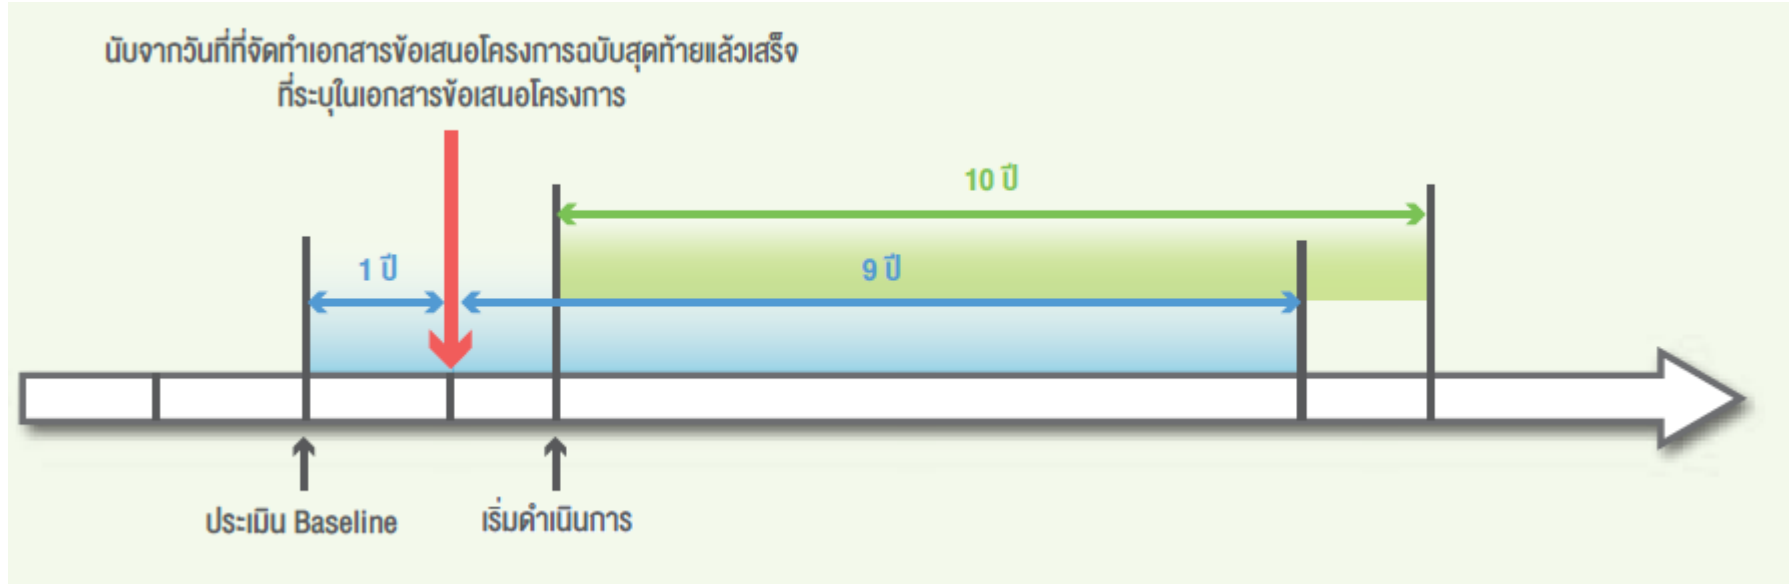 นับจากวันที่ที่จัดทำเอกสารข้อเสนอโครงการฉบับสุดท้ายแล้วเสร็จ
ที่ระบุในเอกสารข้อเสนอโครงการ
10 ปี
1 ปี
9 ปี
ประเมิน Baseline
เริ่มดำเนินการ